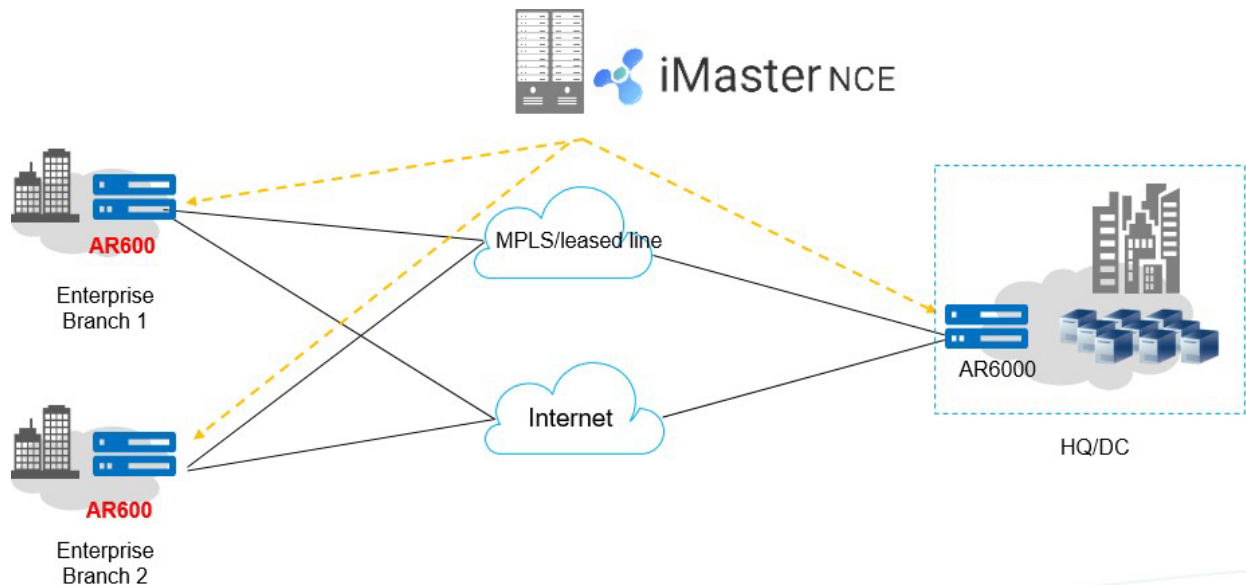 iMaster NCE
AR600
Enterprise
Branch 1
MPLS/leased line
AR6000
HQ/DC
Internet
AR600
Enterprise
Branch 2